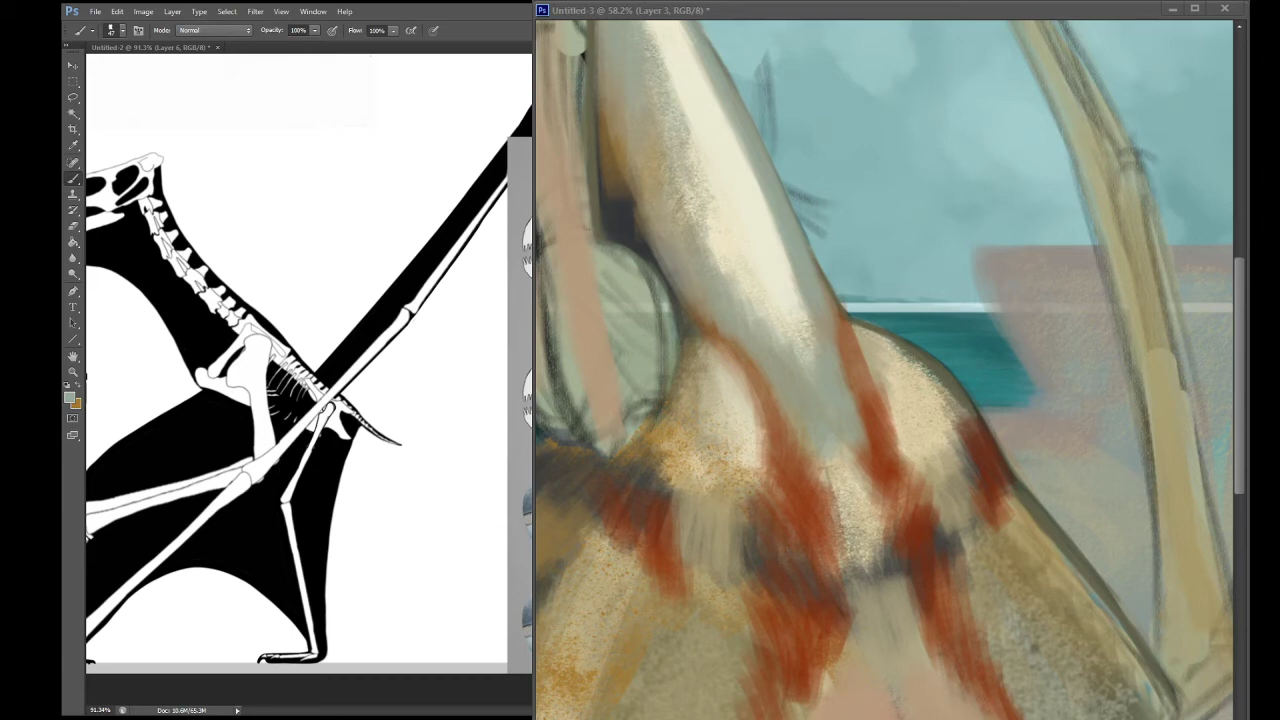 Ps File Edit Image Layer Type Select Filter View Window Help
47 Mode: Normal Opacity: 100% Flow: 100%
Untitled-2 @ 91.3% (Layer 6, RGB/8) * ×
Ps Untitled-3 @ 58.2% (Layer 3, RGB/8) *
91.34% Doc: 10.6M/65.3M